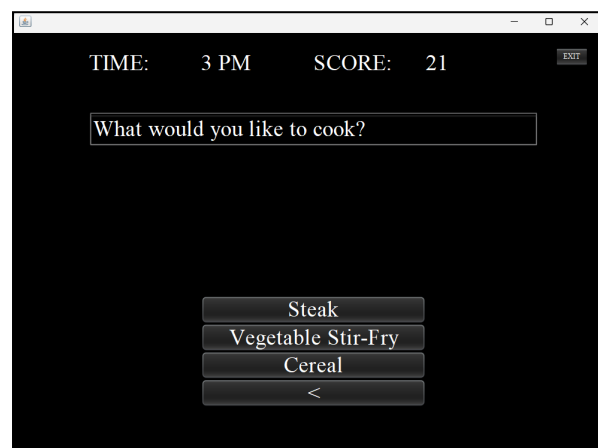 TIME: 3 PM SCORE: 21 EXIT
What would you like to cook?
Steak
Vegetable Stir-Fry
Cereal
<